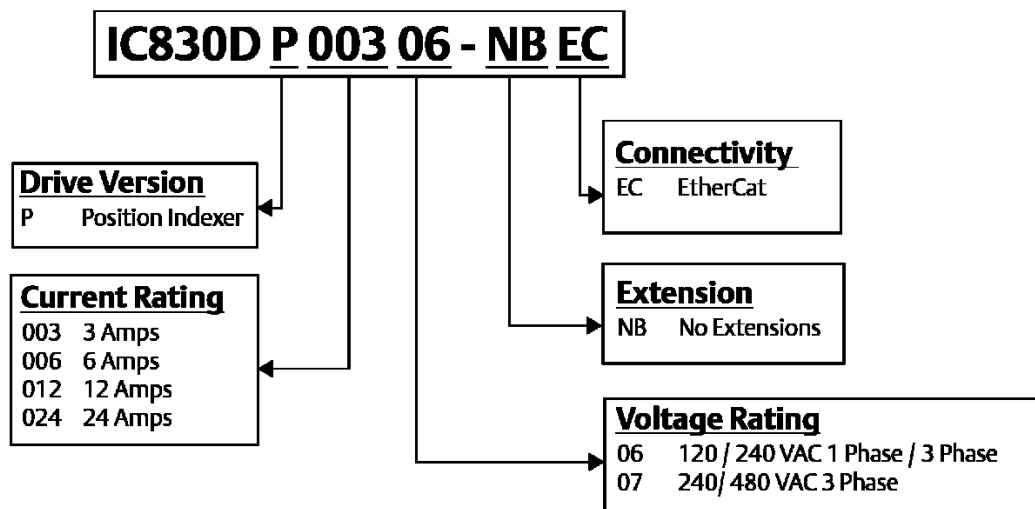 IC830D P 003 06 - NB EC
Drive Version
P Position Indexer
Current Rating
003 3 Amps
006 6 Amps
012 12 Amps
024 24 Amps
Connectivity
EC EtherCat
Extension
NB No Extensions
Voltage Rating
06 120 / 240 VAC 1 Phase / 3 Phase
07 240/ 480 VAC 3 Phase